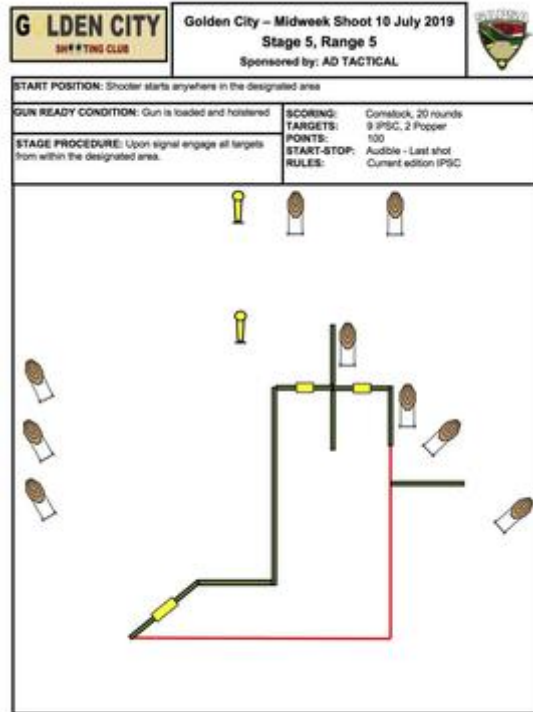 G LDEN CITY
SH TING CLUB
Golden City – Midweek Shoot 10 July 2019
Stage 5, Range 5
Sponsored by: AD TACTICAL
SAPSA
START POSITION: Shooter starts anywhere in the designated area
GUN READY CONDITION: Gun is loaded and holstered
STAGE PROCEDURE: Upon signal engage all targets
from within the designated area.
SCORING: Comstock, 20 rounds
TARGETS: 9 IPSC, 2 Popper
POINTS: 100
START-STOP: Audible - Last shot
RULES: Current edition IPSC